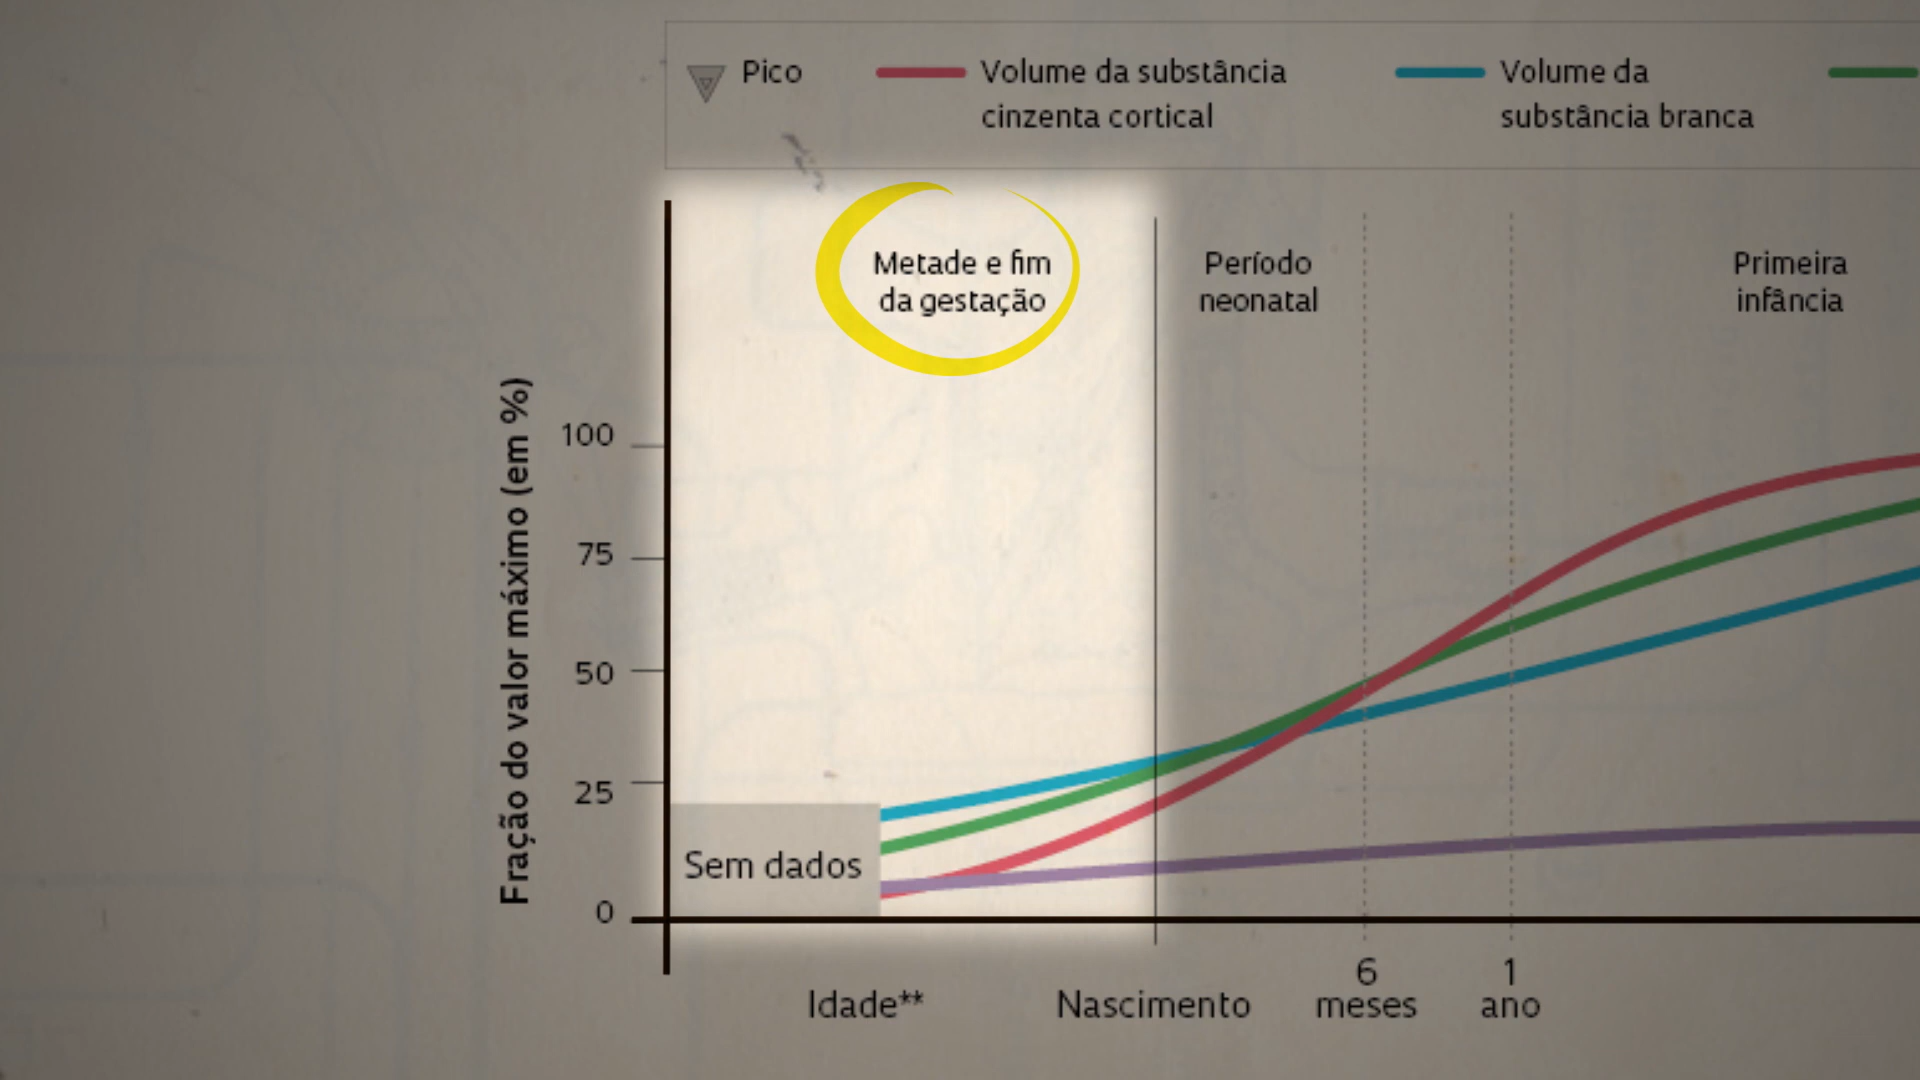 Pico
Volume da substância
cinzenta cortical
Volume da
substância branca
Metade e fim
da gestação
Período
neonatal
Primeira
infância
Fração do valor máximo (em %)
100
75
50
25
0
Sem dados
Idade**
Nascimento
6
meses
1
ano